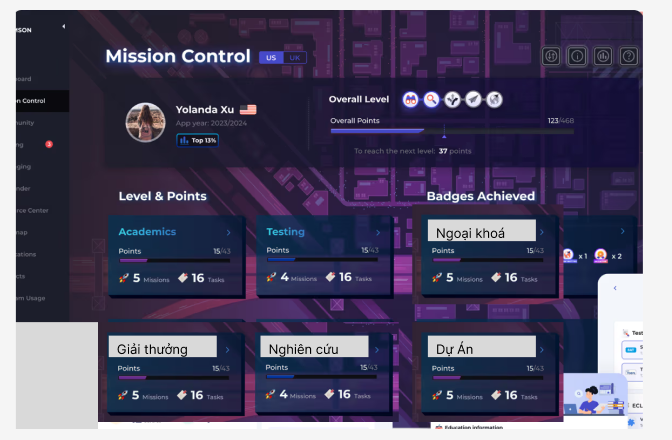 MSON
Mission Control
US UK
oard
on Control
Yolanda Xu
App year: 2023/2024
Top 13%
Overall Level
Overall Points
123/468
To reach the next level: 37 points
unity
ng 3
ging
nder
rce Center
map
ations
cts
am Usage
Level & Points
Badges Achieved
Academics
Points 15/43
5 Missions 16 Tasks
Testing
Points 15/43
4 Missions 16 Tasks
Ngoại khoá
Points 15/43
5 Missions 16 Tasks
x 1 x 2
Giải thưởng
Points 15/43
5 Missions 16 Tasks
Nghiên cứu
Points 15/43
4 Missions 16 Tasks
Dự Án
Points 15/43
5 Missions 16 Tasks
Test
ECL
Education information